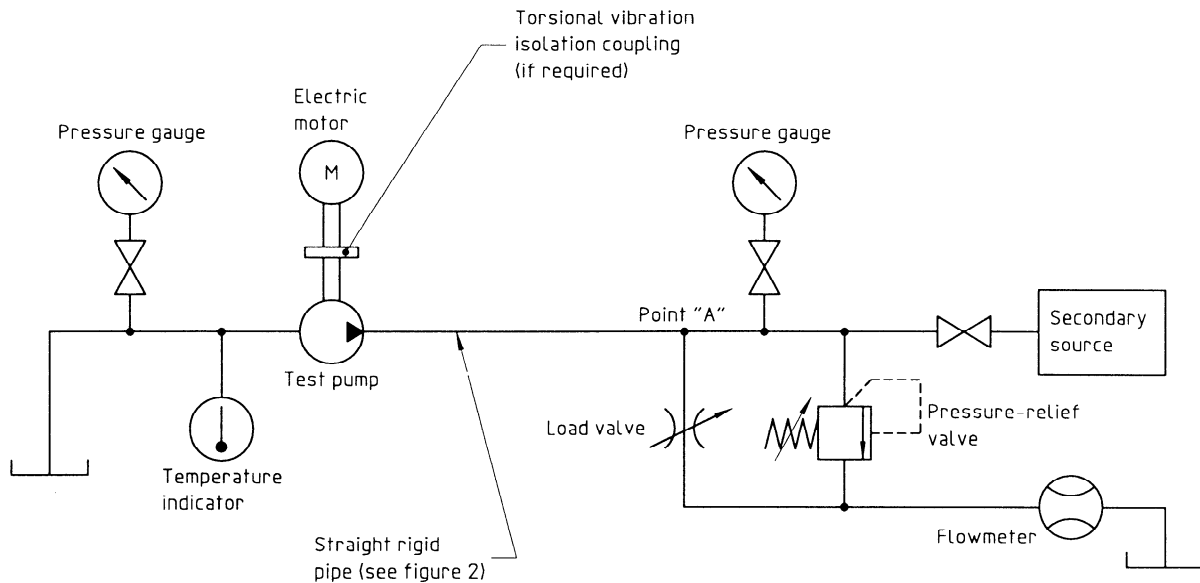 Torsional vibration
isolation coupling
(if required)
Electric
motor
Pressure gauge
Pressure gauge
M
Point "A"
Secondary
source
Test pump
Load valve
Pressure-relief
valve
Temperature
indicator
Flowmeter
Straight rigid
pipe (see figure 2)